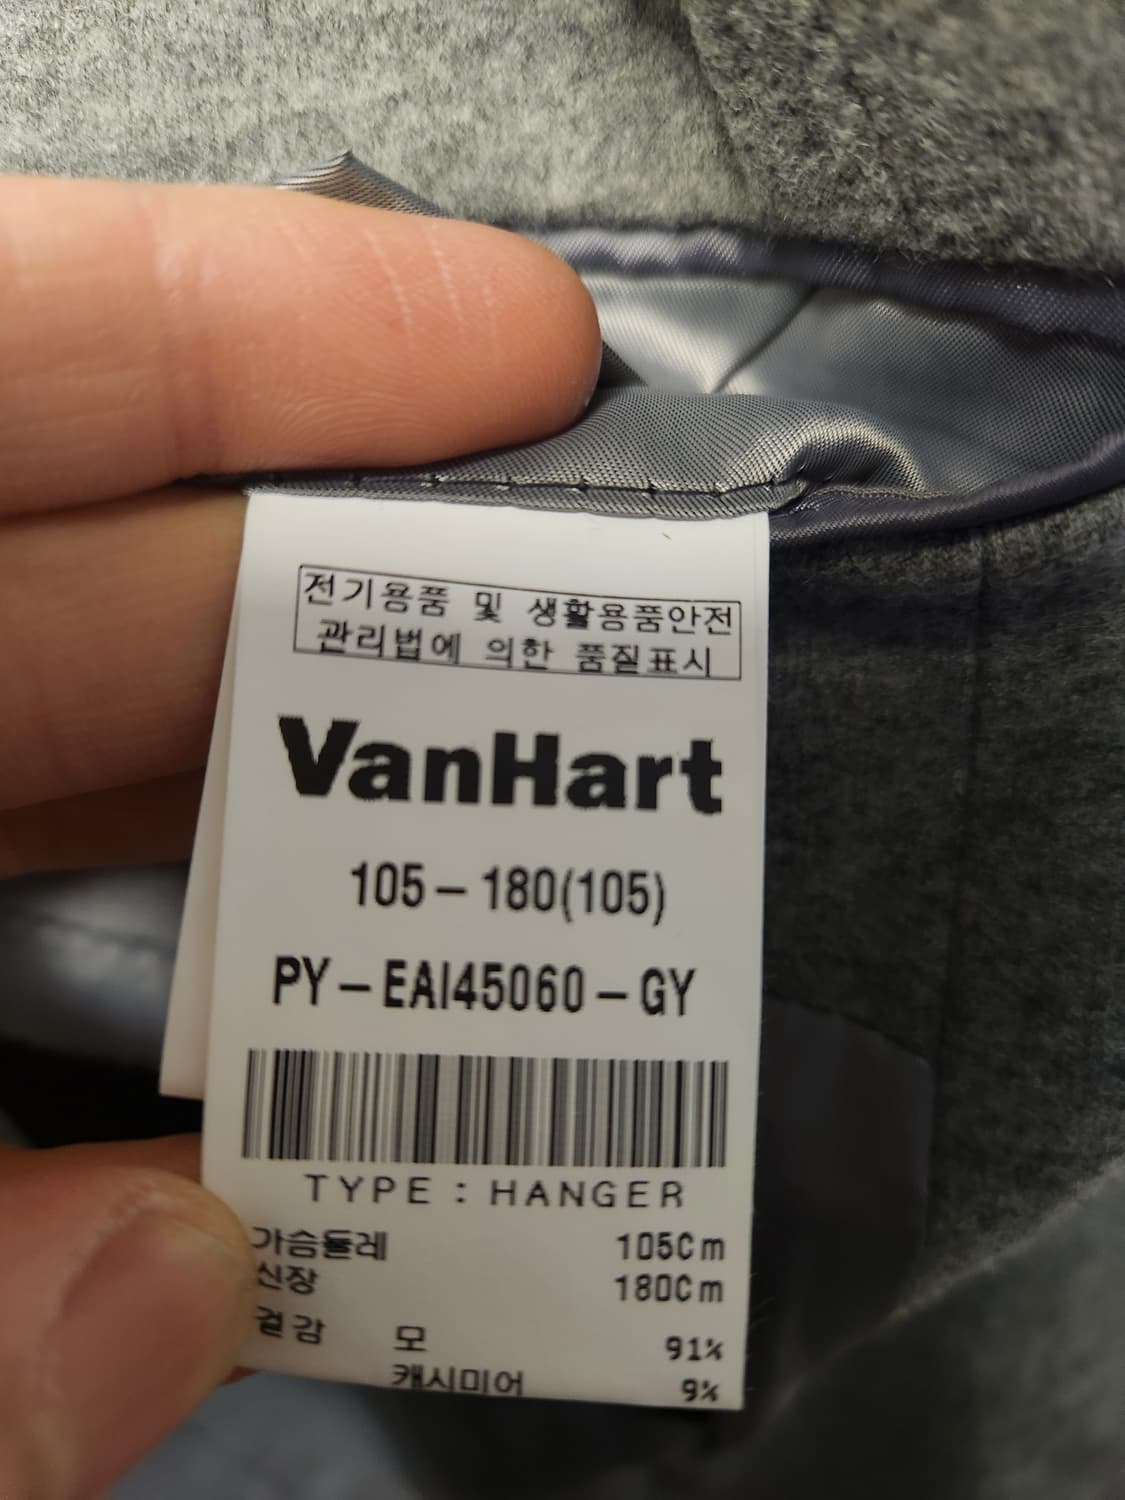 전기용품 및 생활용품안전
관리법에 의한 품질표시
VanHart
105-180(105)
PY-EAI45060-GY
TYPE : HANGER
가슴둘레 105Cm
신장 180Cm
겉감 모 91%
캐시미어 9%